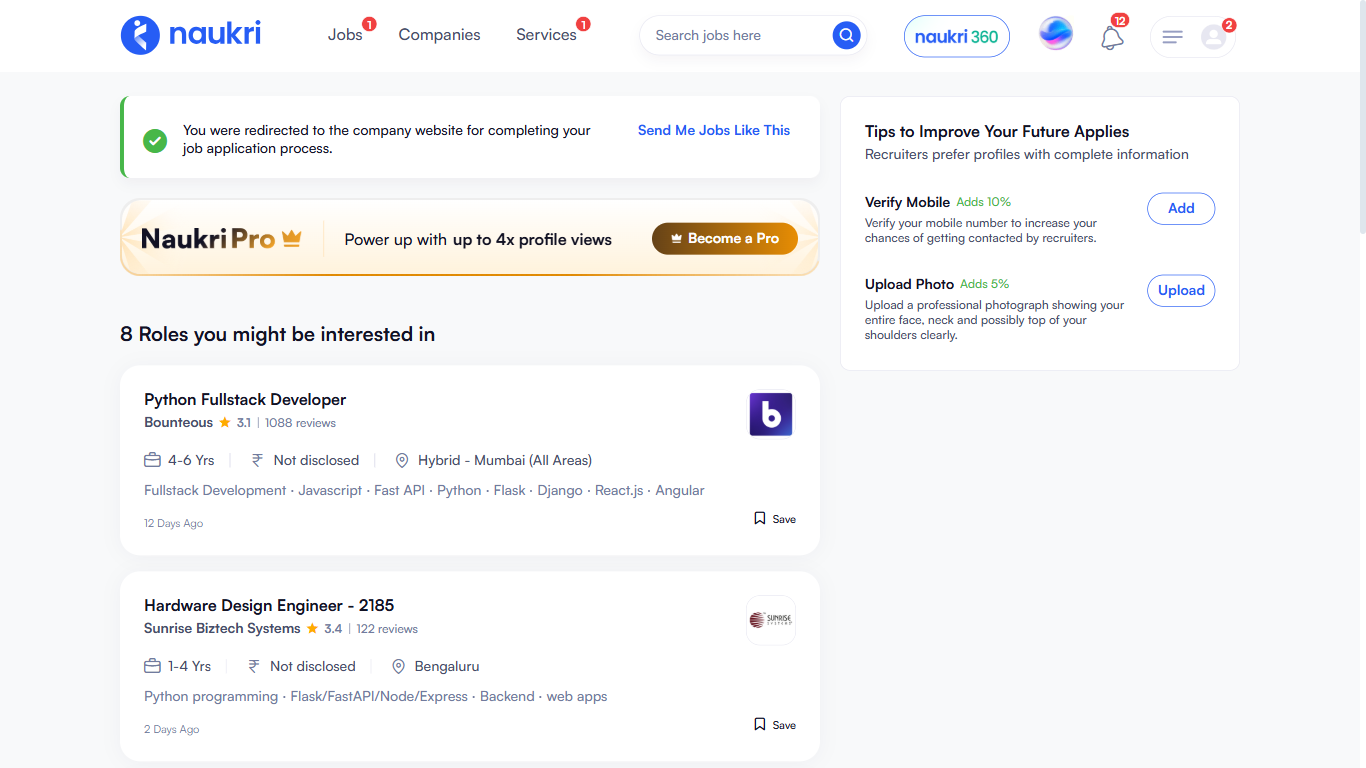 naukri
Jobs 1
Companies
Services 1
Search jobs here
naukri 360
12
2
You were redirected to the company website for completing your
job application process.
Send Me Jobs Like This
Naukri Pro
Power up with up to 4x profile views
Become a Pro
8 Roles you might be interested in
Python Fullstack Developer
Bounteous 3.1 | 1088 reviews
b
4-6 Yrs
₹ Not disclosed
Hybrid - Mumbai (All Areas)
Fullstack Development · Javascript · Fast API · Python · Flask · Django · React.js · Angular
12 Days Ago
Save
Hardware Design Engineer - 2185
Sunrise Biztech Systems 3.4 | 122 reviews
SUNRISE
SYSTEMS
1-4 Yrs
₹ Not disclosed
Bengaluru
Python programming · Flask/FastAPI/Node/Express · Backend · web apps
2 Days Ago
Save
Tips to Improve Your Future Applies
Recruiters prefer profiles with complete information
Verify Mobile Adds 10%
Verify your mobile number to increase your
chances of getting contacted by recruiters.
Add
Upload Photo Adds 5%
Upload a professional photograph showing your
entire face, neck and possibly top of your
shoulders clearly.
Upload